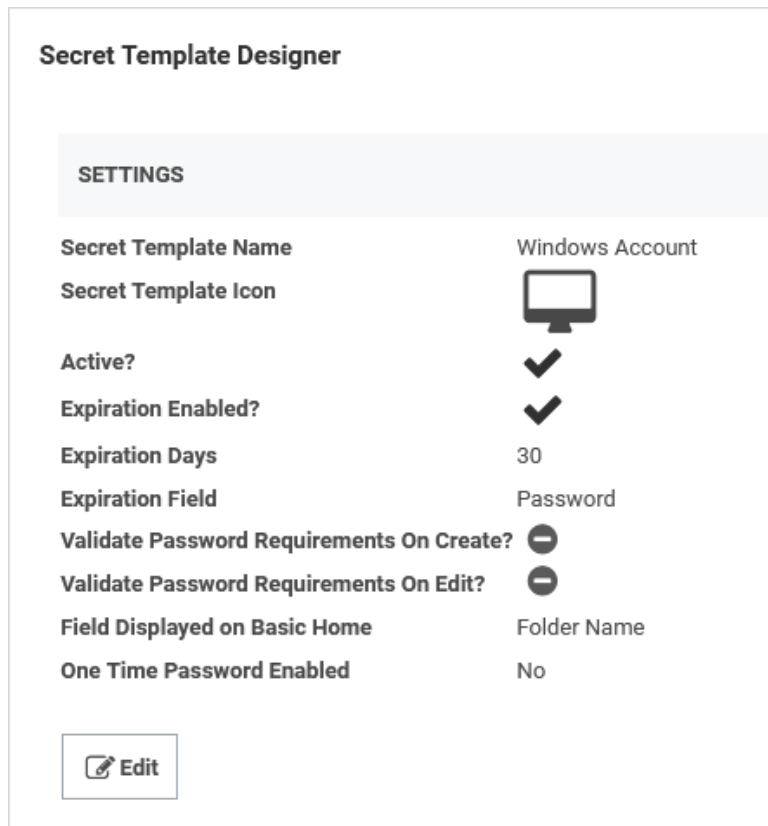 Secret Template Designer
SETTINGS
Secret Template Name Windows Account
Secret Template Icon
Active?
Expiration Enabled?
Expiration Days 30
Expiration Field Password
Validate Password Requirements On Create?
Validate Password Requirements On Edit?
Field Displayed on Basic Home Folder Name
One Time Password Enabled No
Edit